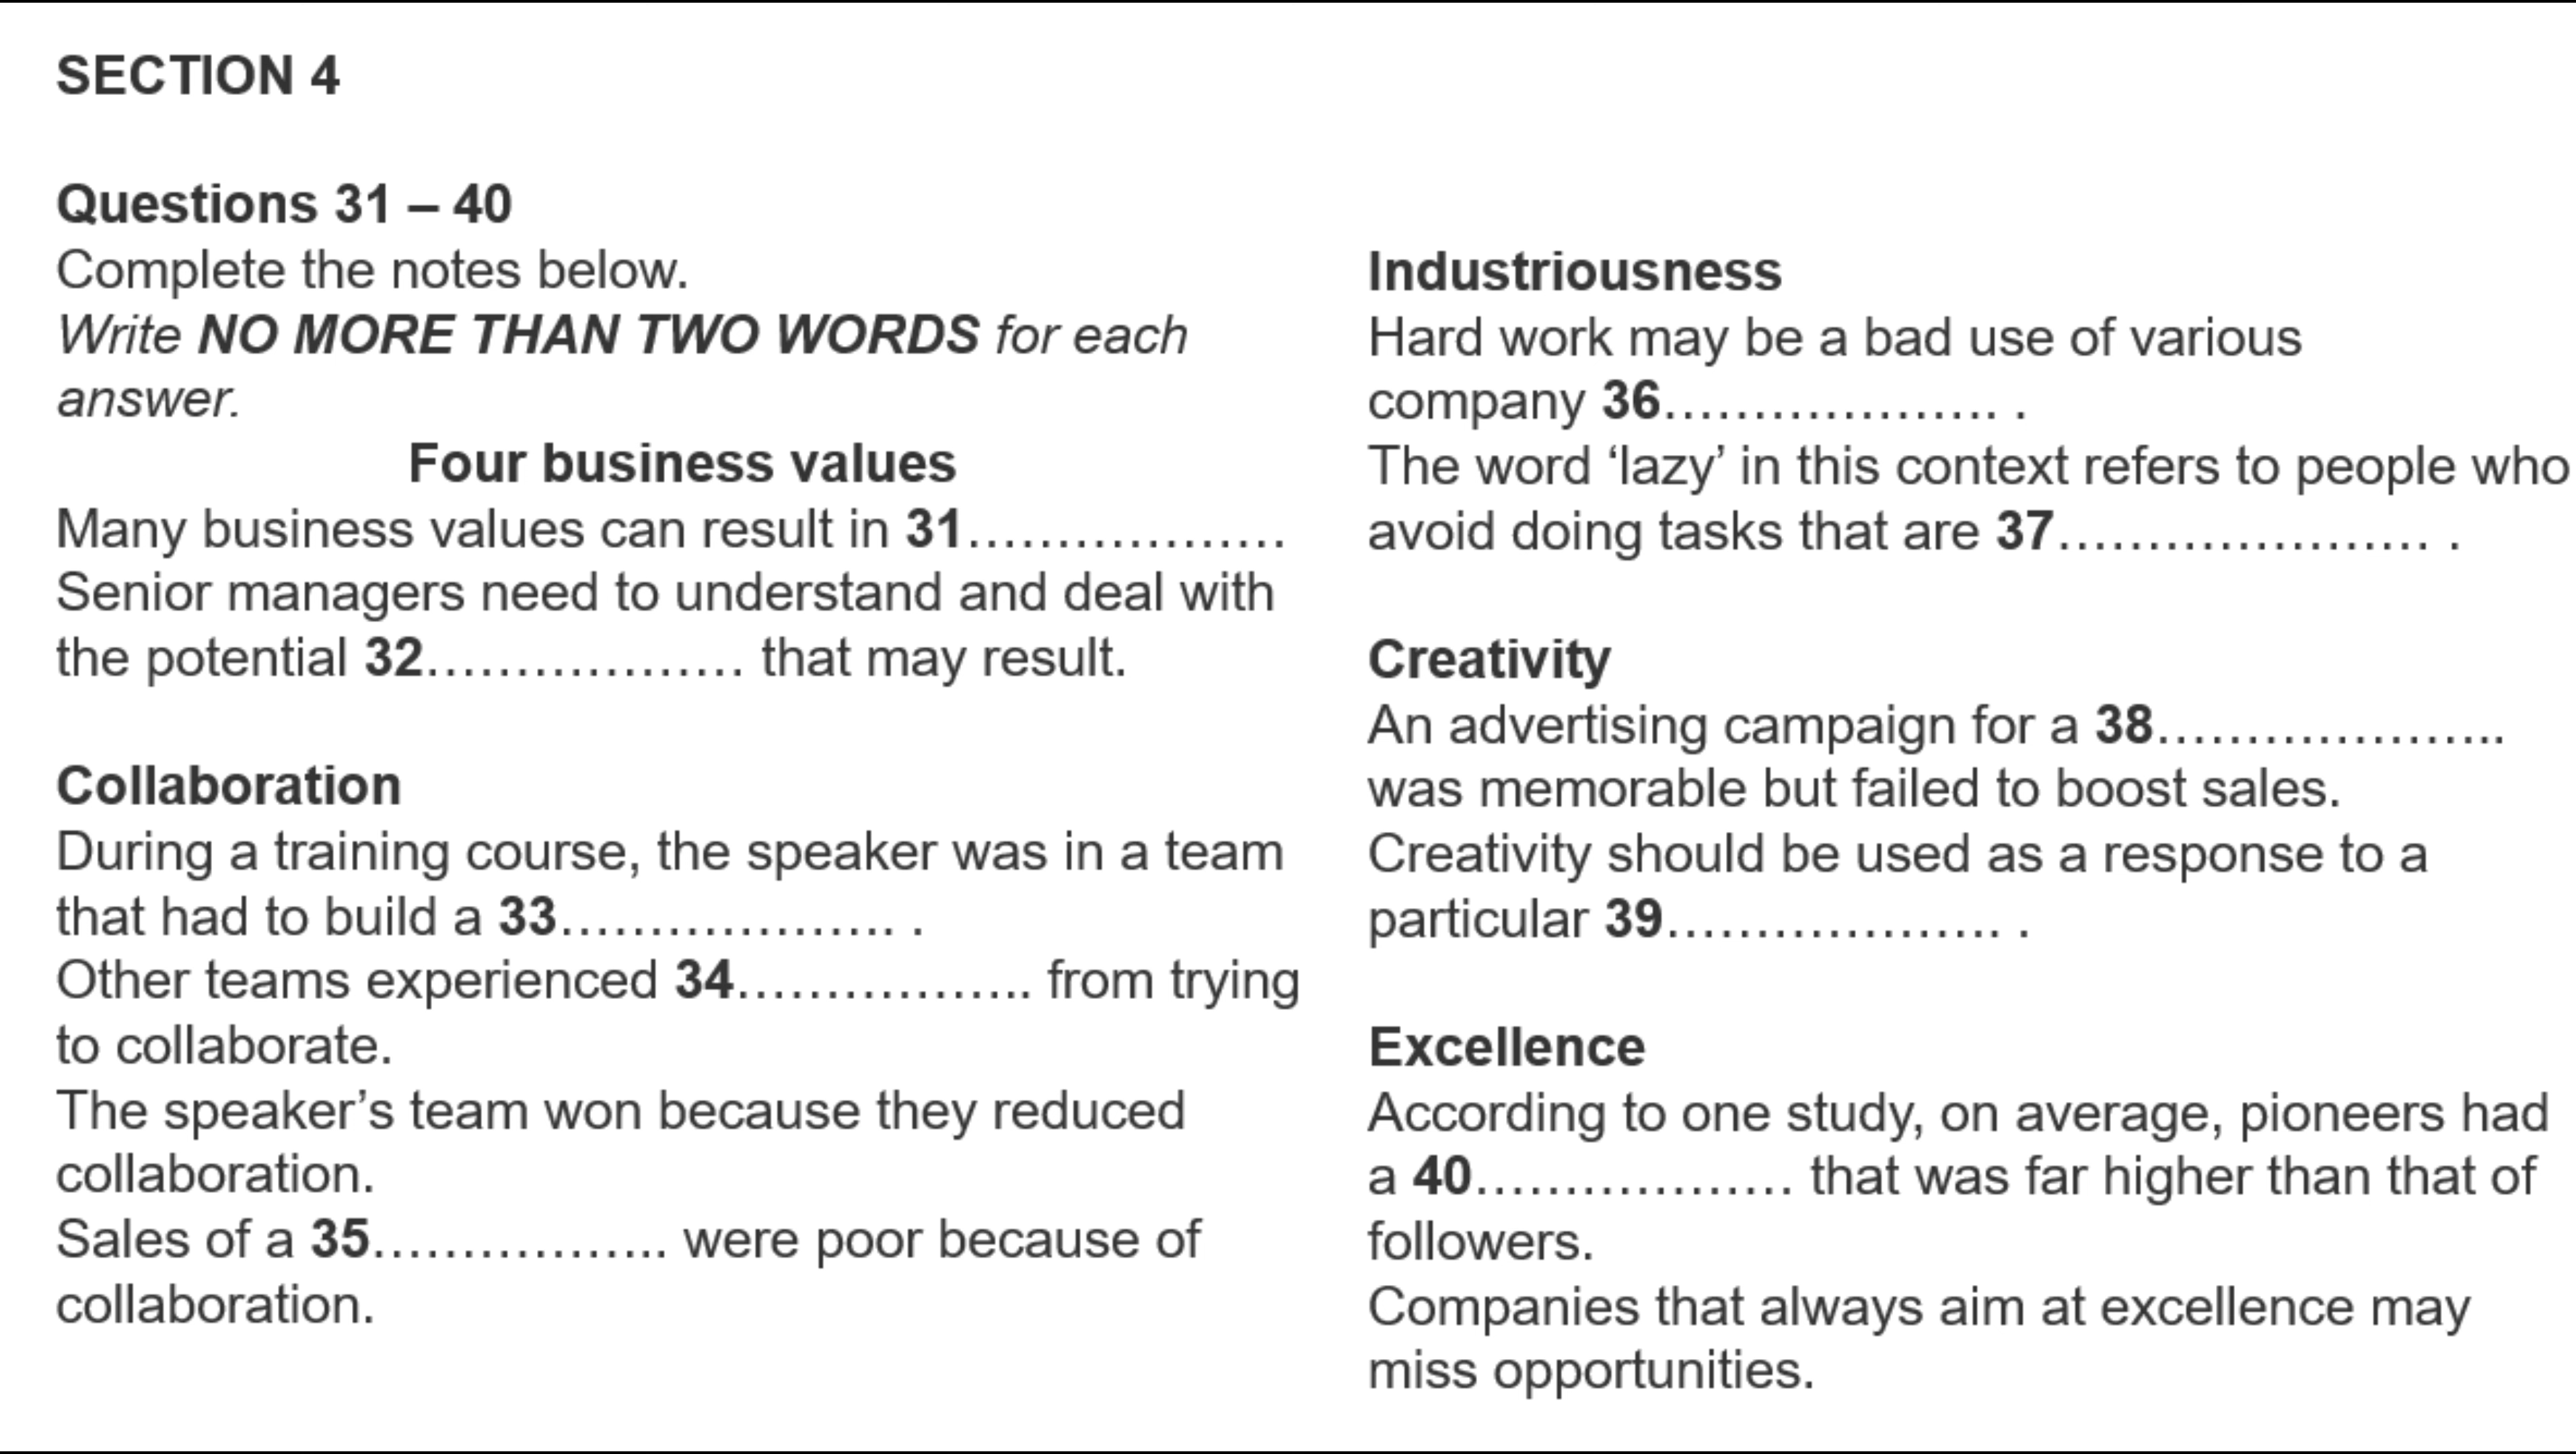 SECTION 4
Questions 31 – 40
Complete the notes below.
Write NO MORE THAN TWO WORDS for each
answer.
Four business values
Many business values can result in 31………………
Senior managers need to understand and deal with
the potential 32……………… that may result.
Collaboration
During a training course, the speaker was in a team
that had to build a 33………………. .
Other teams experienced 34…………….. from trying
to collaborate.
The speaker’s team won because they reduced
collaboration.
Sales of a 35…………….. were poor because of
collaboration.
Industriousness
Hard work may be a bad use of various
company 36………………. .
The word ‘lazy’ in this context refers to people who
avoid doing tasks that are 37………………… .
Creativity
An advertising campaign for a 38………………..
was memorable but failed to boost sales.
Creativity should be used as a response to a
particular 39………………. .
Excellence
According to one study, on average, pioneers had
a 40……………… that was far higher than that of
followers.
Companies that always aim at excellence may
miss opportunities.